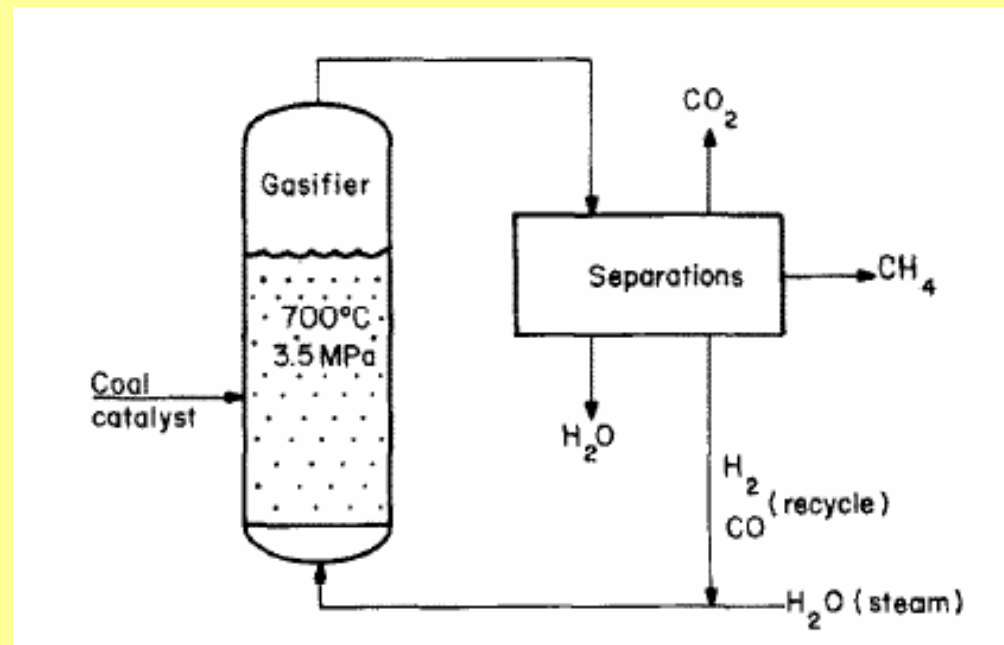 CO₂
Gasifier
Separations
CH₄
700°C
3.5 MPa
Coal
catalyst
H₂O
H₂
CO (recycle)
H₂O (steam)